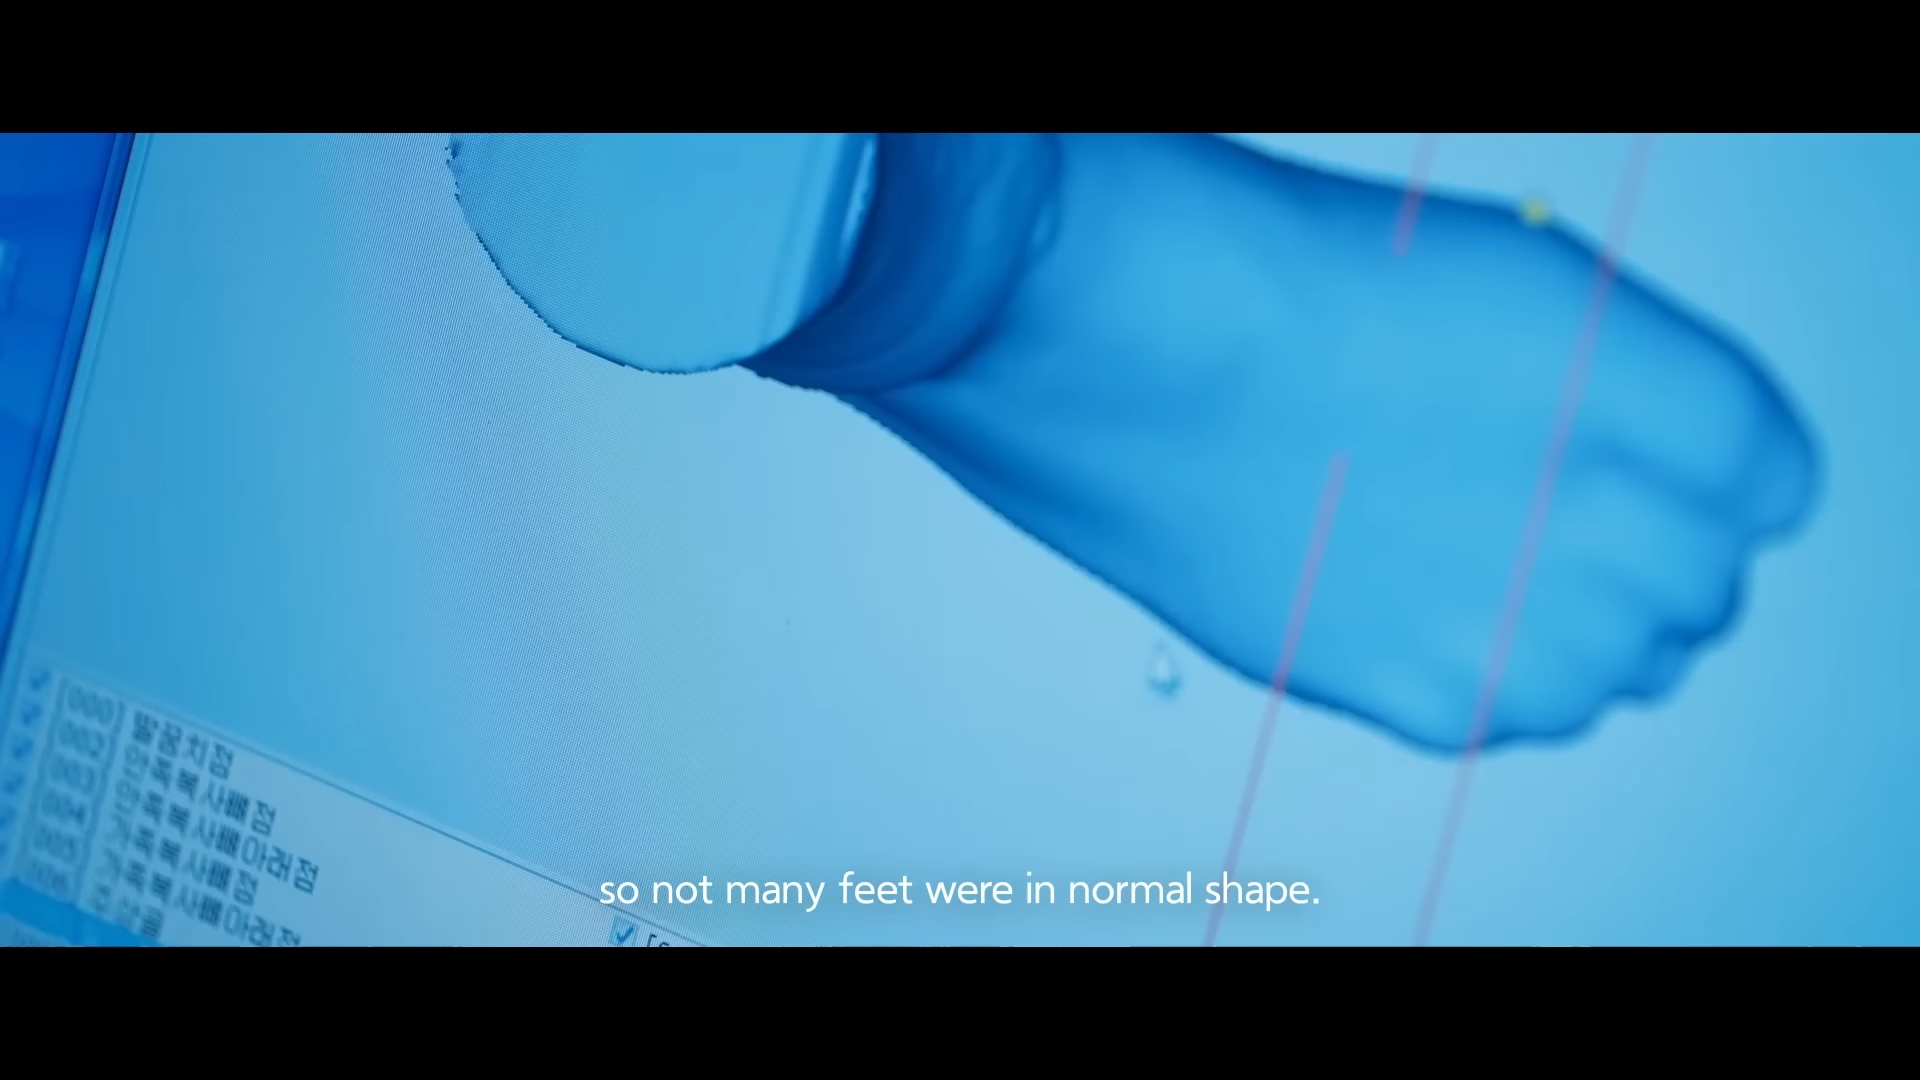 [000] 발꿈치점
[002] 안쪽복사뼈점
[003] 안쪽복사뼈아래점
[004] 가쪽복사뼈점
[005] 가쪽복사뼈아래점
[006]
so not many feet were in normal shape.